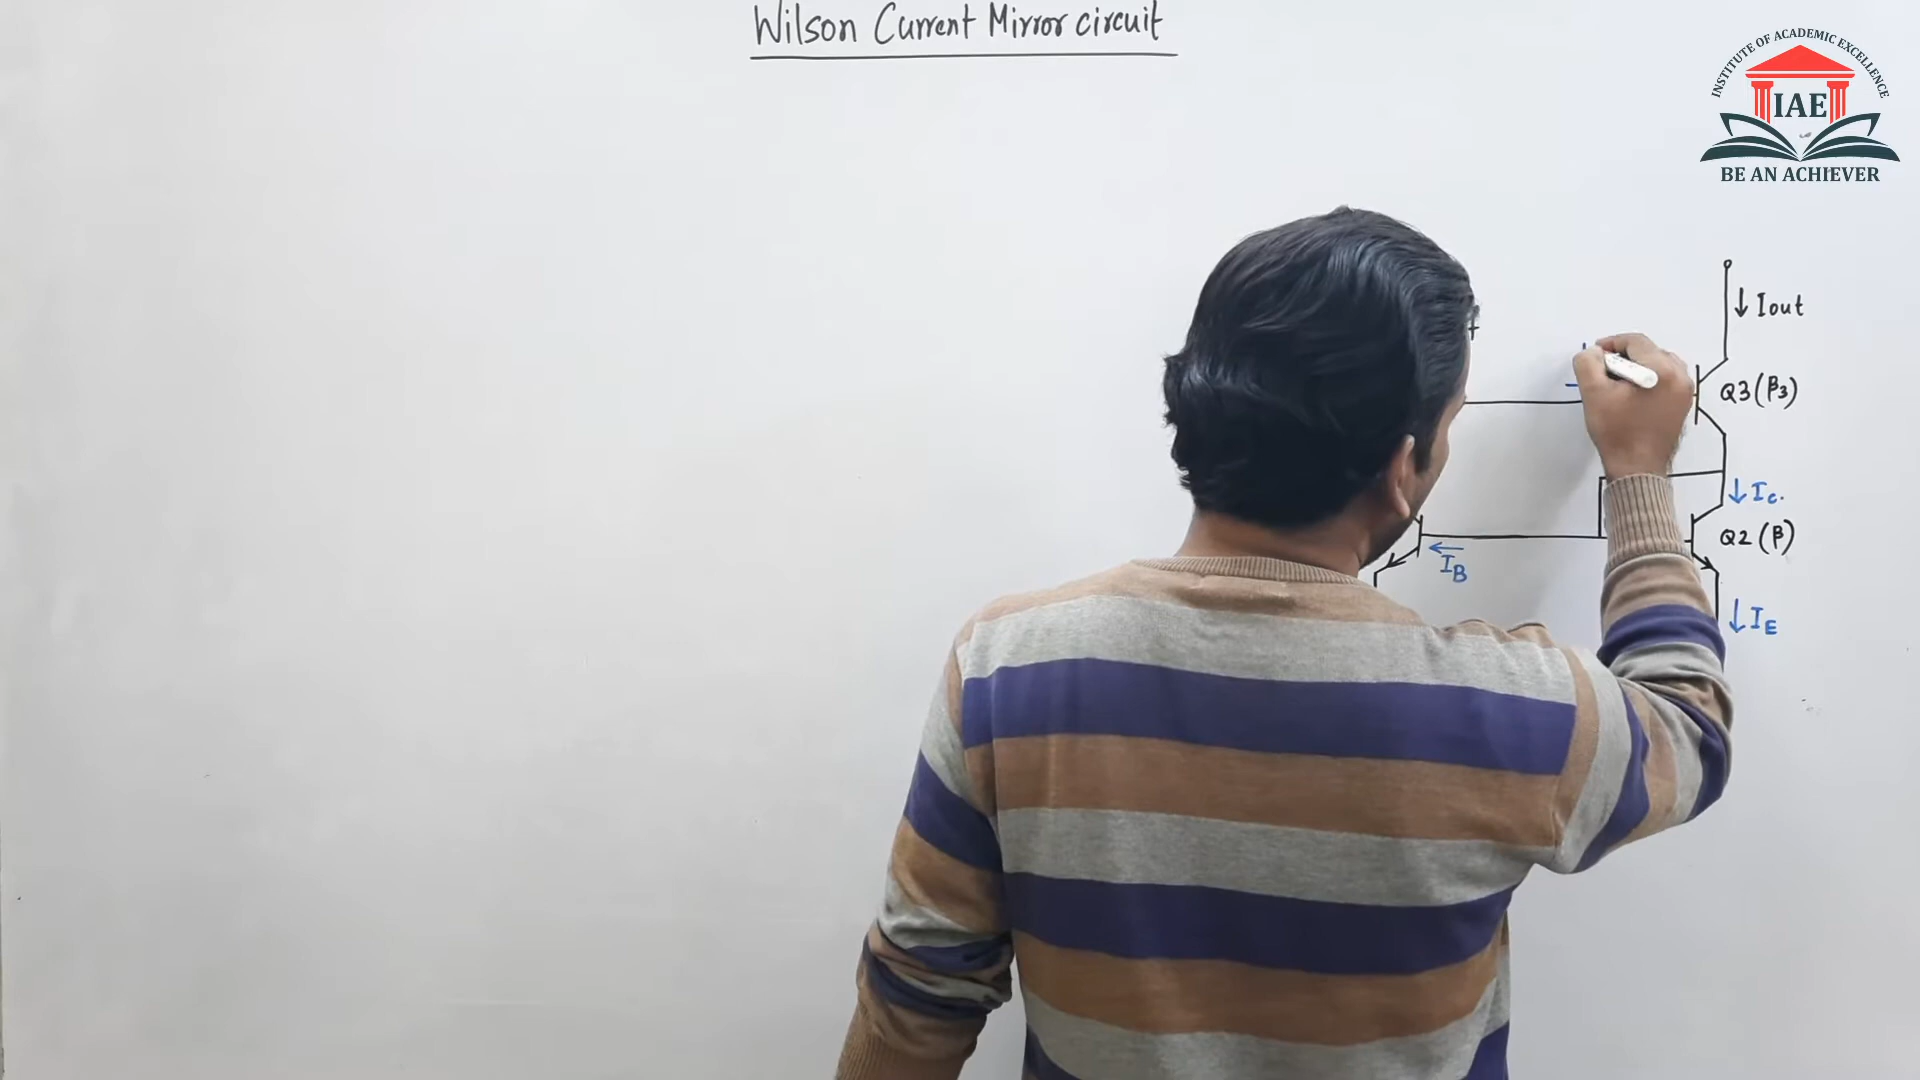 Wilson Current Mirror circuit
INSTITUTE OF ACADEMIC EXCELLENCE
IAE
BE AN ACHIEVER
↓ Iout
Q3 (β3)
↓ Ic.
Q2 (β)
← IB
↓ IE